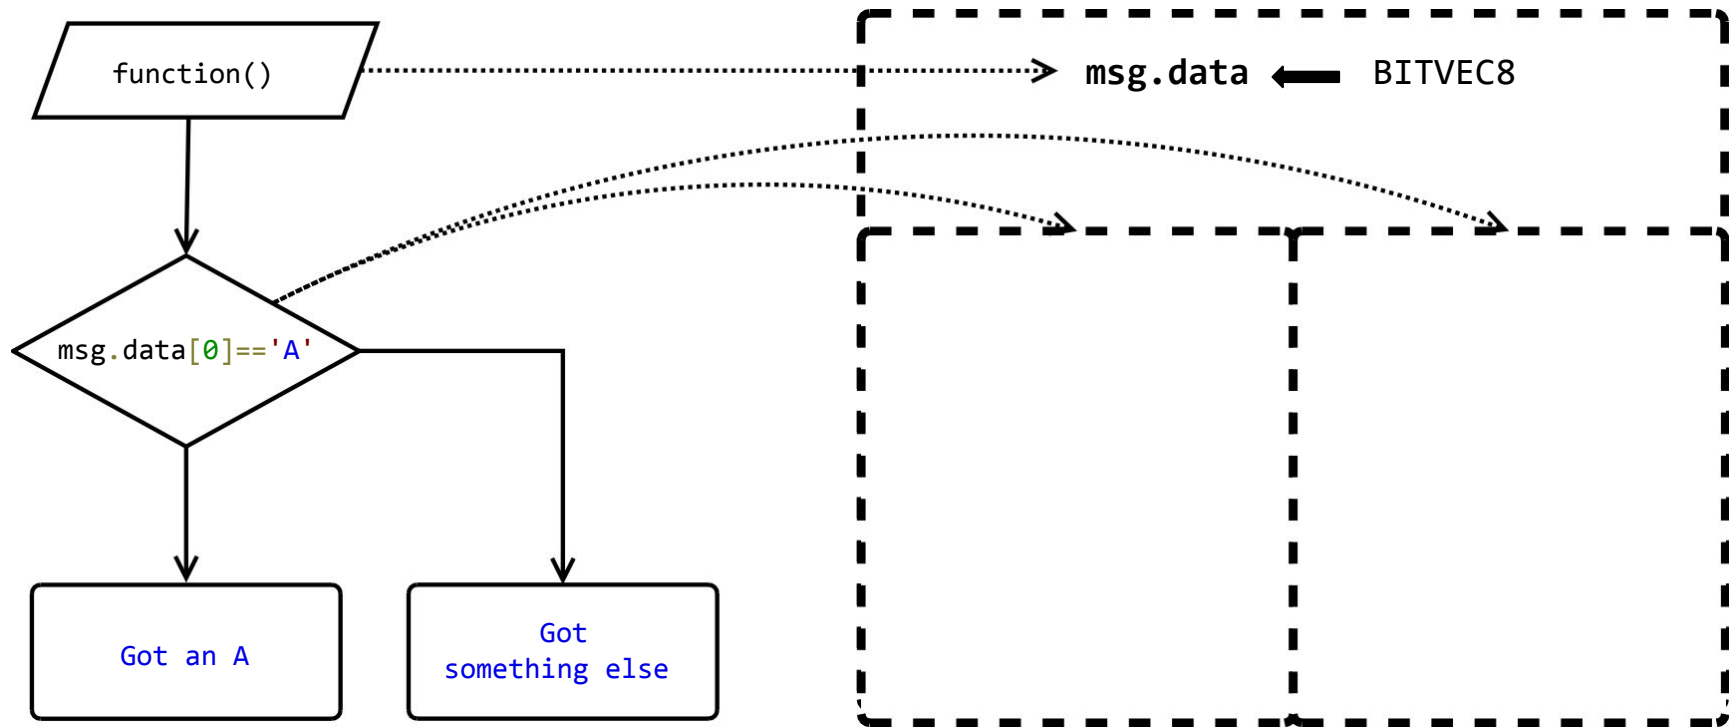 function()
msg.data BITVEC8
msg.data[0]=='A'
Got an A
Got
something else